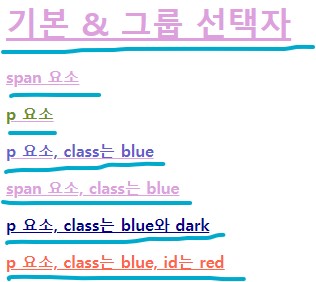 기본 & 그룹 선택자
span 요소
p 요소
p 요소, class는 blue
span 요소, class는 blue
p 요소, class는 blue와 dark
p 요소, class는 blue, id는 red